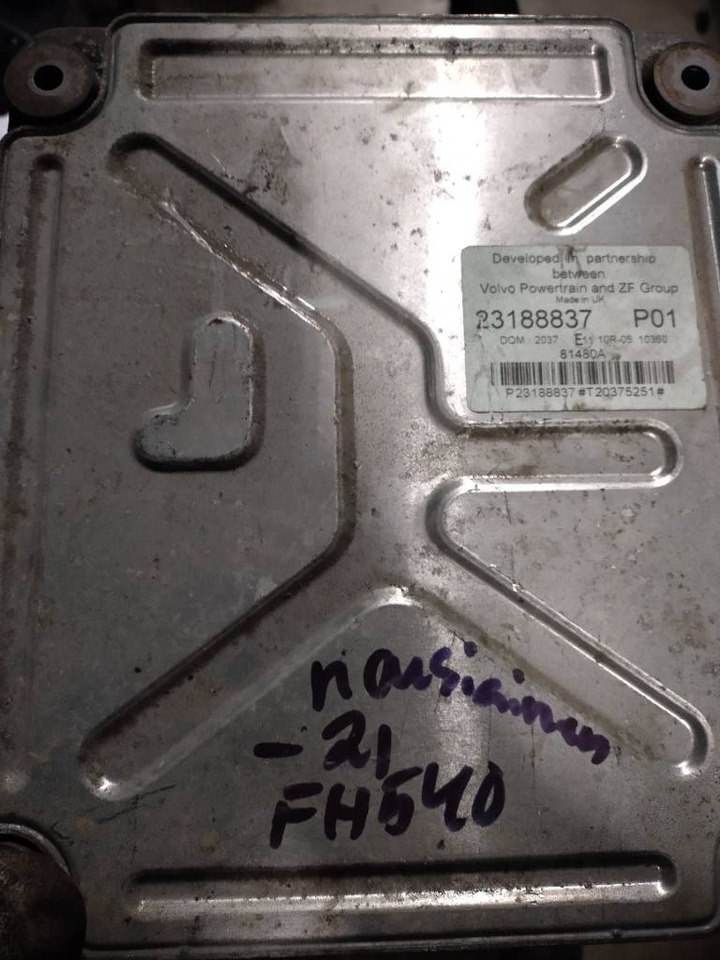 Developed in partnership
between
Volvo Powertrain and ZF Group
Made in UK
23188837 P01
DOM 2037 E11 10R-05 10360
81480A
P23188837#T20375251#
-21
FH540